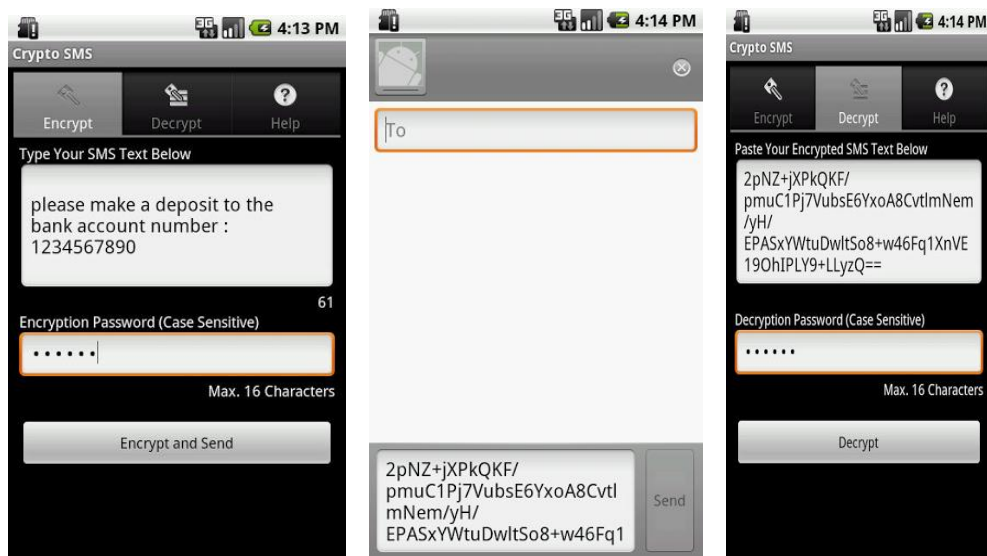 4:13 PM
Crypto SMS
Encrypt
Decrypt
Help
Type Your SMS Text Below
please make a deposit to the
bank account number :
1234567890
61
Encryption Password (Case Sensitive)
••••••
Max. 16 Characters
Encrypt and Send
3G
4:14 PM
To
2pNZ+jXPkQKF/
pmuC1Pj7VubsE6YxoA8Cvtl
mNem/yH/
EPASxYWtuDwltSo8+w46Fq1
Send
3G
4:14 PM
Crypto SMS
Encrypt
Decrypt
Help
Paste Your Encrypted SMS Text Below
2pNZ+jXPkQKF/
pmuC1Pj7VubsE6YxoA8CvtlmNem
/yH/
EPASxYWtuDwltSo8+w46Fq1XnVE
19OhIPLY9+LLyzQ==
Decryption Password (Case Sensitive)
••••••
Max. 16 Characters
Decrypt